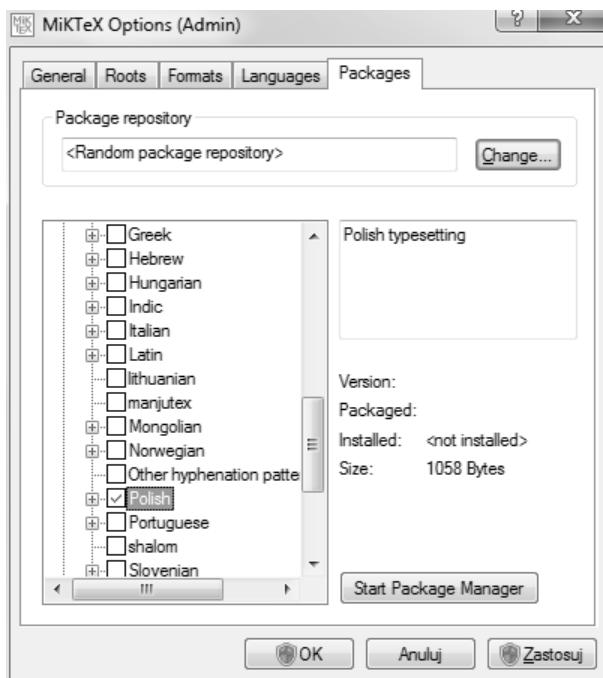 MiKTeX Options (Admin)
General Roots Formats Languages Packages
Package repository
<Random package repository>
Change...
Greek
Hebrew
Hungarian
Indic
Italian
Latin
lithuanian
manjutex
Mongolian
Norwegian
Other hyphenation patte
Polish
Portuguese
shalom
Slovenian
Polish typesetting
Version:
Packaged:
Installed: <not installed>
Size: 1058 Bytes
Start Package Manager
OK Anuluj Zastosuj